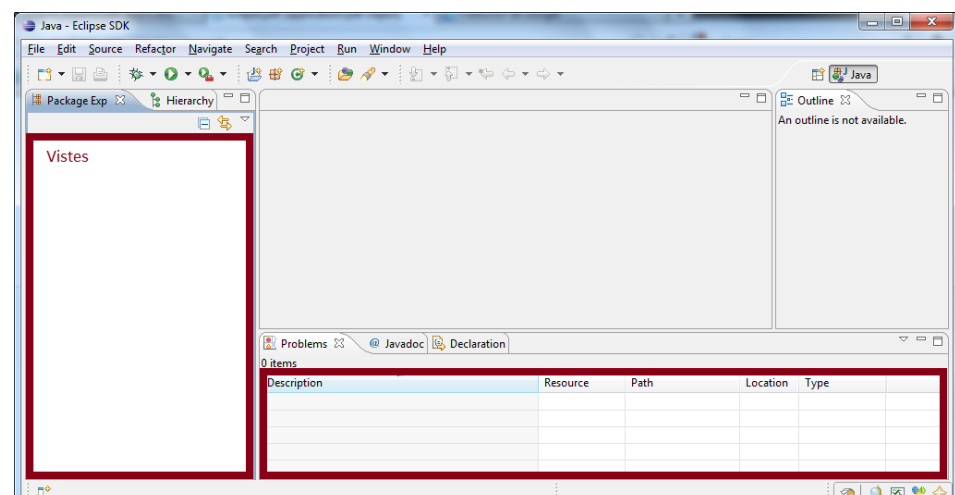 Java - Eclipse SDK
File Edit Source Refactor Navigate Search Project Run Window Help
Java
Package Exp Hierarchy
Outline
An outline is not available.
Vistes
Problems @ Javadoc Declaration
0 items
Description Resource Path Location Type